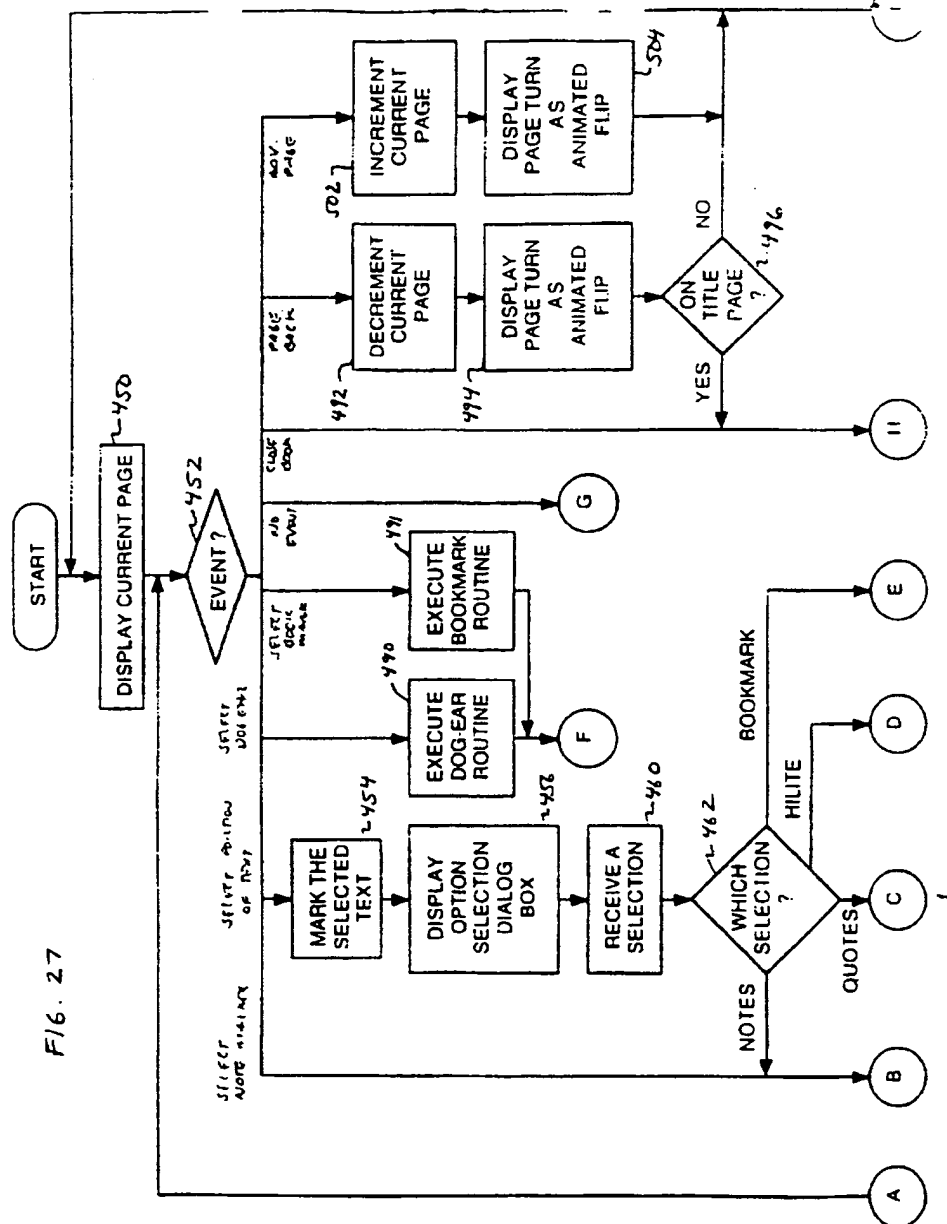 FIG. 27
START
DISPLAY CURRENT PAGE
450
EVENT ?
452
SELECT
SELECT PORTION
OF TEXT
SELECT
DOG EAR
SELECT
BOOK
MARK
NO
EVENT
CLOSE
BOOK
PAGE
BACK
ADV.
PAGE
MARK THE
SELECTED
TEXT
454
DISPLAY
OPTION
SELECTION
DIALOG
BOX
456
RECEIVE A
SELECTION
460
WHICH
SELECTION
?
462
NOTES
QUOTES
HILITE
BOOKMARK
490
EXECUTE
DOG-EAR
ROUTINE
491
EXECUTE
BOOKMARK
ROUTINE
492
DECREMENT
CURRENT
PAGE
494
DISPLAY
PAGE TURN
AS
ANIMATED
FLIP
ON
TITLE
PAGE
?
496
YES
NO
502
INCREMENT
CURRENT
PAGE
DISPLAY
PAGE TURN
AS
ANIMATED
FLIP
504
F
G
A
B
C
D
E
H
I